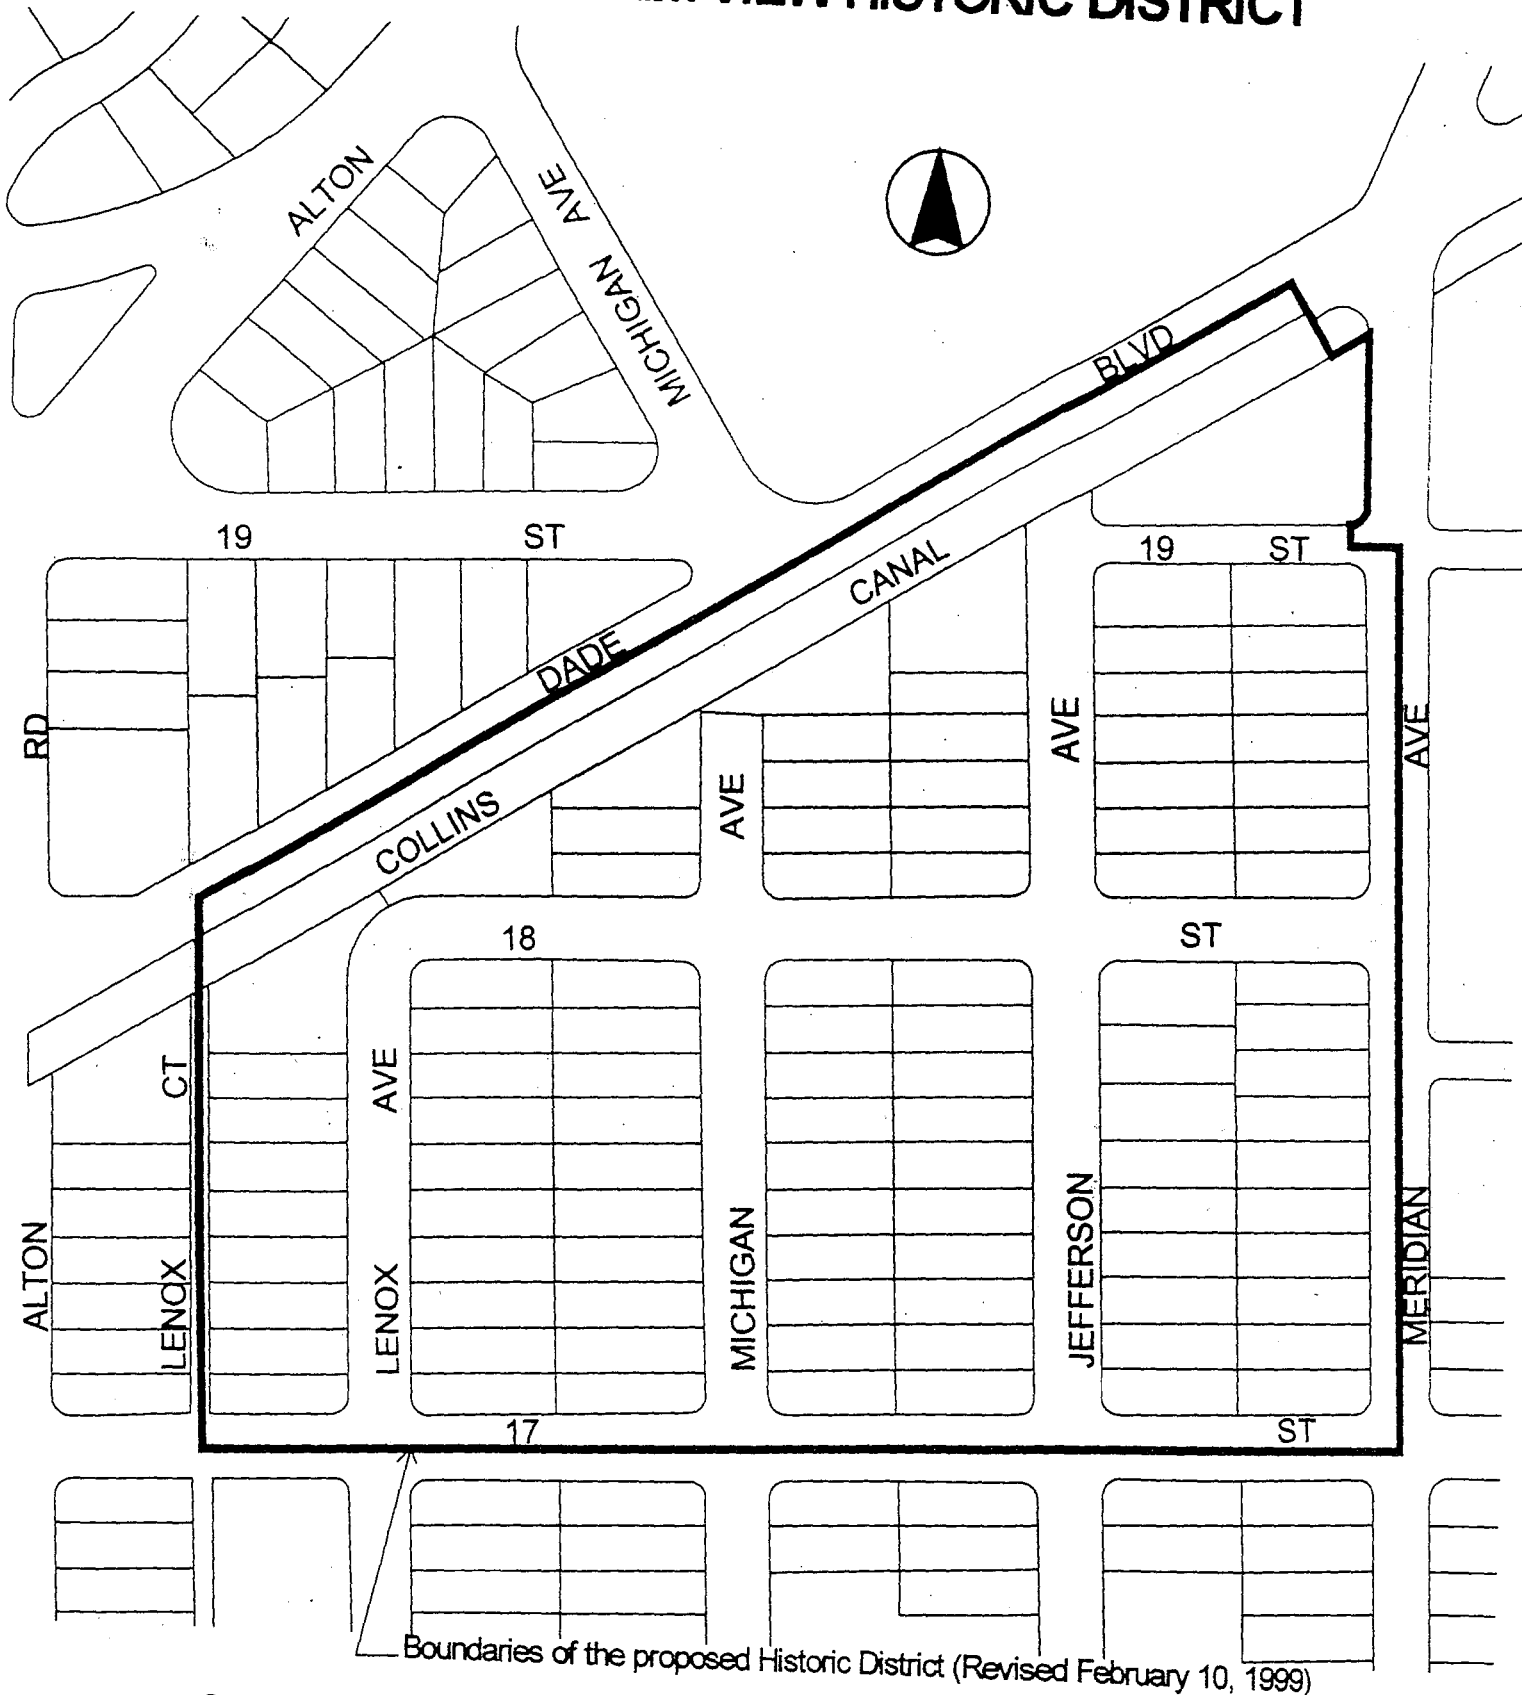 VIEW HISTORIC DISTRICT
ALTON
MICHIGAN AVE
BLVD
19 ST
19 ST
CANAL
DADE
RD
AVE
AVE
AVE
COLLINS
18 ST
CT
AVE
ALTON
LENOX
LENOX
MICHIGAN
JEFFERSON
MERIDIAN
17 ST
Boundaries of the proposed Historic District (Revised February 10, 1999)